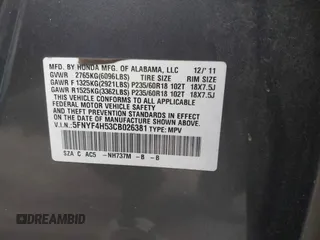 MFD. BY HONDA MFG. OF ALABAMA, LLC 12/'11
GVWR 2765KG(6096LBS) TIRE SIZE RIM SIZE
GAWR F 1325KG(2921LBS) P235/60R18 102T 18X7.5J
GAWR R 1525KG(3362LBS) P235/60R18 102T 18X7.5J
THIS VEHICLE CONFORMS TO ALL APPLICABLE
FEDERAL MOTOR VEHICLE SAFETY AND THEFT
PREVENTION STANDARDS IN EFFECT ON THE DATE
OF MANUFACTURE SHOWN ABOVE.
V.I.N.: 5FNYF4H53CB026381 TYPE: MPV
SZA C AC5 -NH737M -B -B
DREAMBID